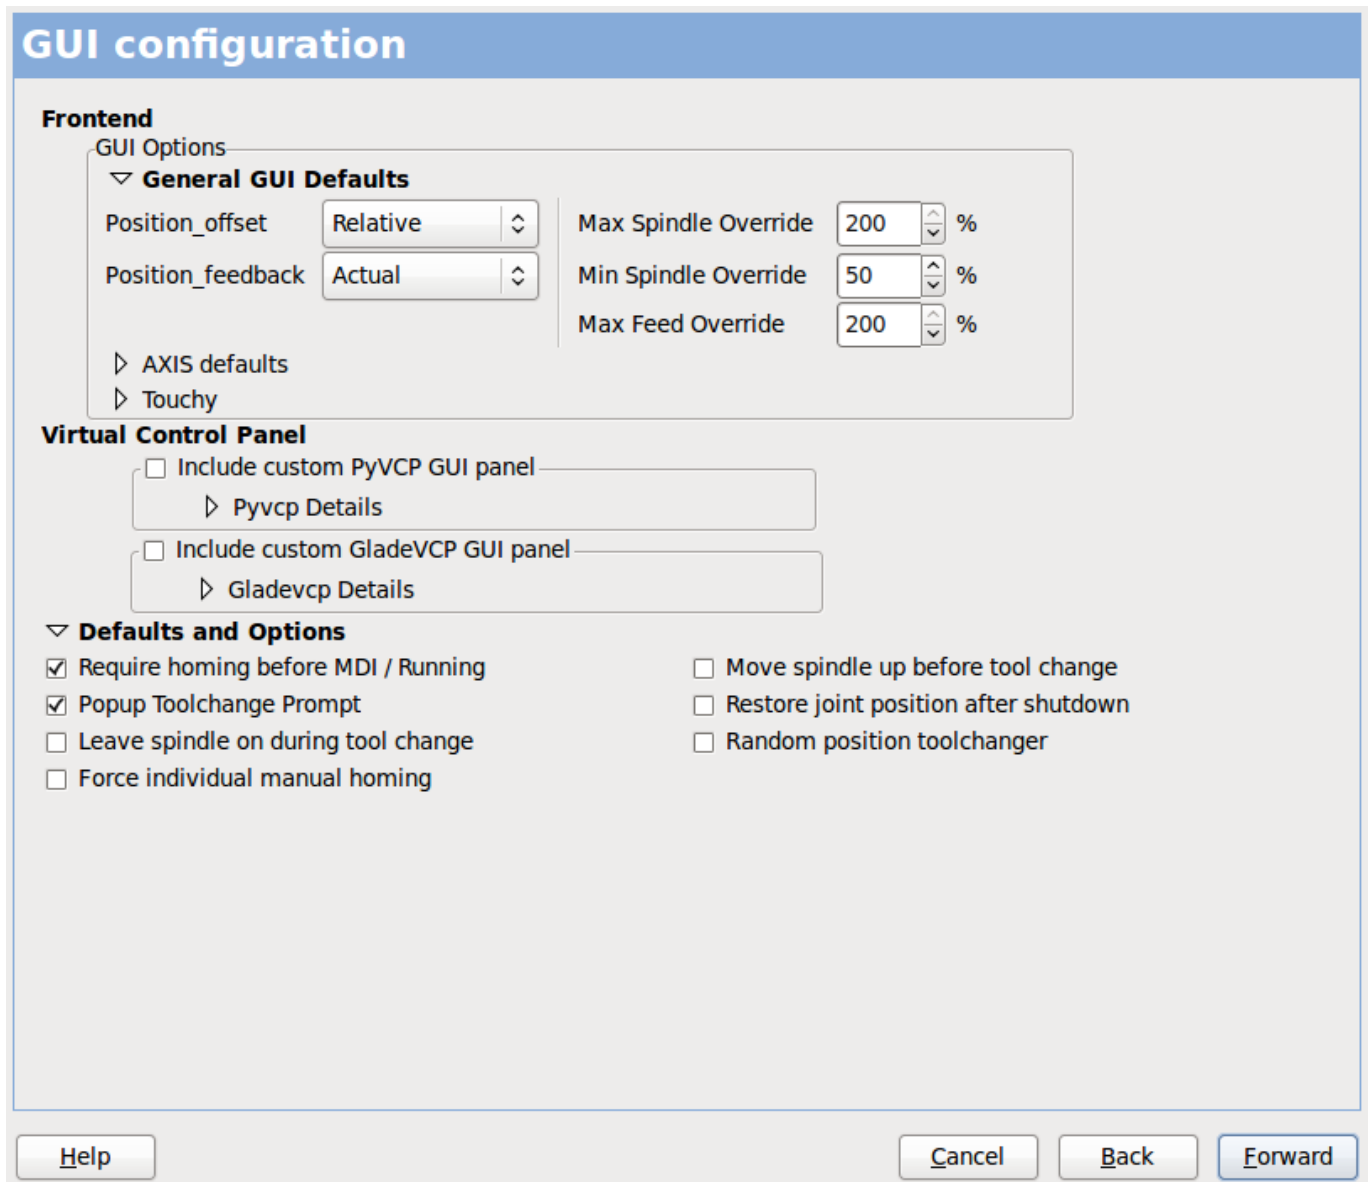 GUI configuration
Frontend
GUI Options
General GUI Defaults
Position_offset Relative Max Spindle Override 200 %
Position_feedback Actual Min Spindle Override 50 %
Max Feed Override 200 %
AXIS defaults
Touchy
Virtual Control Panel
Include custom PyVCP GUI panel
Pyvcp Details
Include custom GladeVCP GUI panel
Gladevcp Details
Defaults and Options
Require homing before MDI / Running Move spindle up before tool change
Popup Toolchange Prompt Restore joint position after shutdown
Leave spindle on during tool change Random position toolchanger
Force individual manual homing
Help Cancel Back Forward